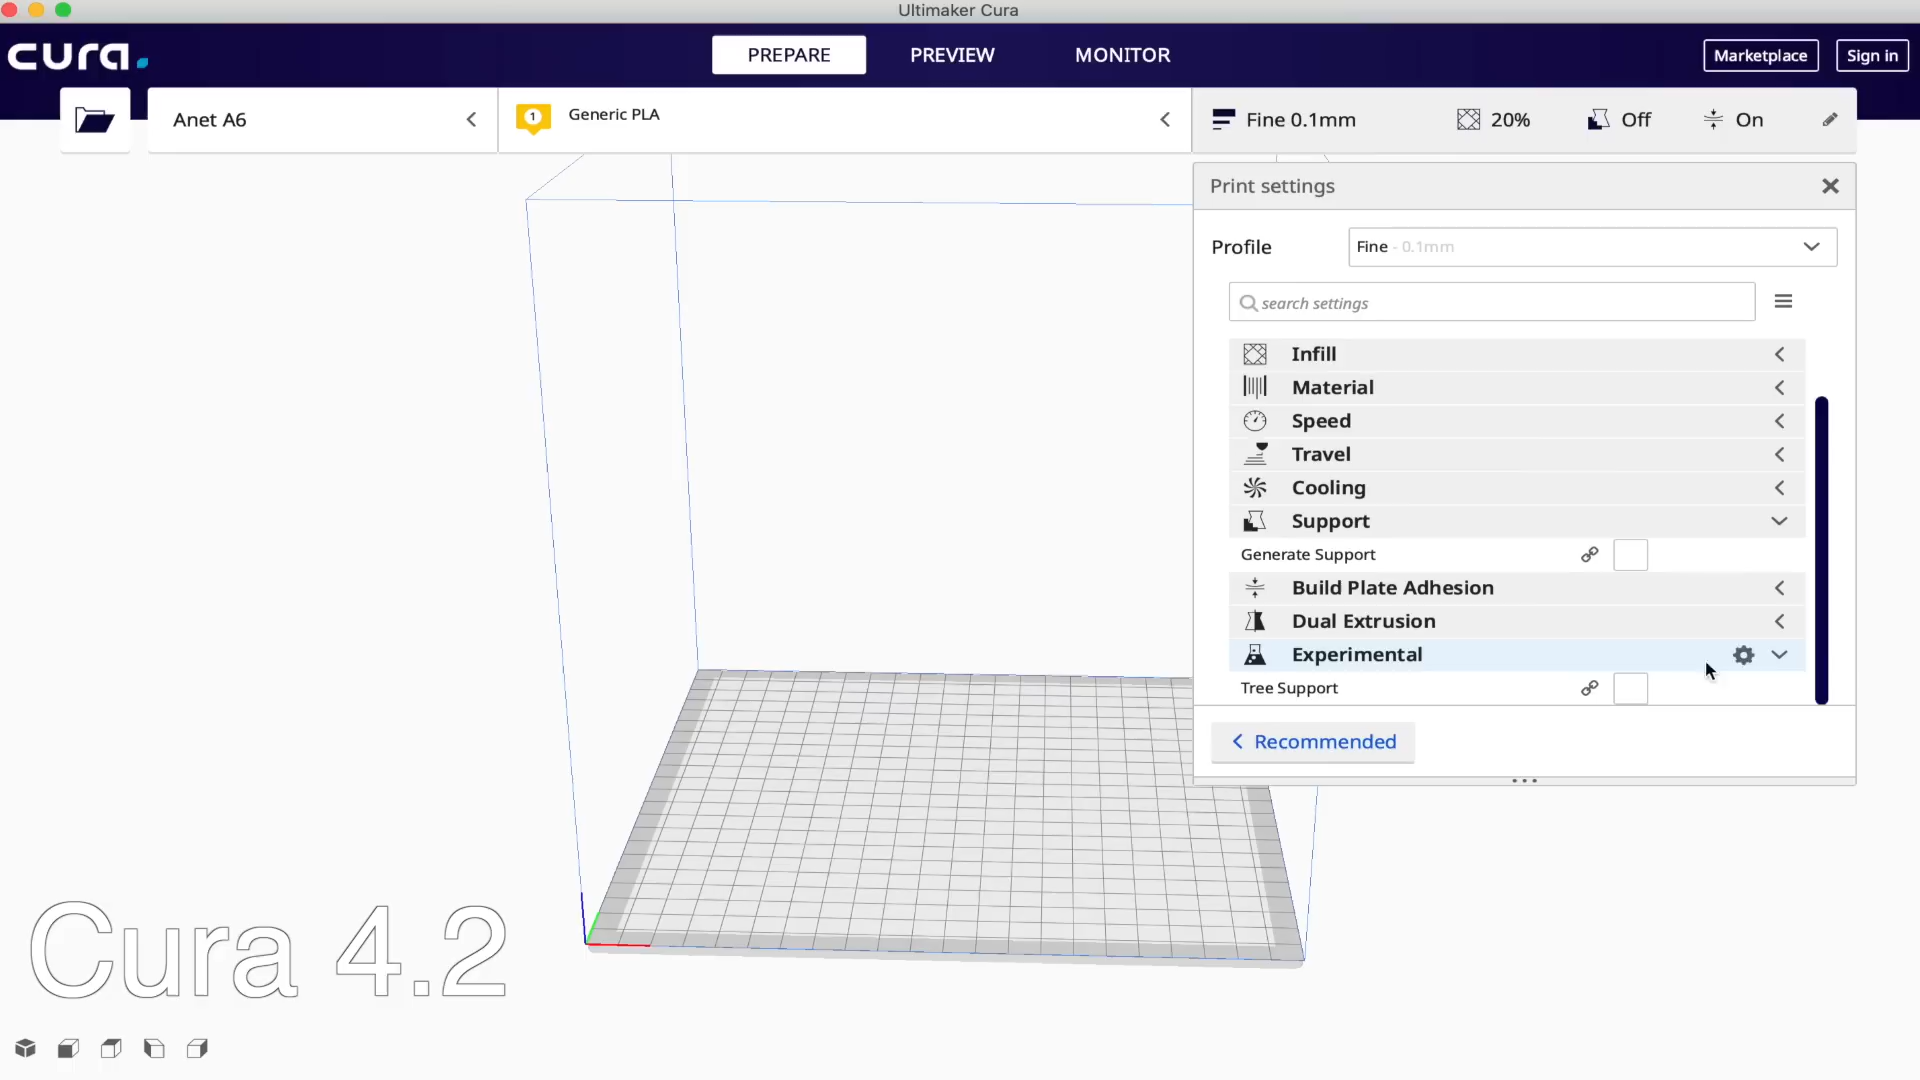 Ultimaker Cura
cura.
PREPARE
PREVIEW
MONITOR
Marketplace
Sign in
Anet A6
1
Generic PLA
Fine 0.1mm
20%
Off
On
Print settings
Profile
Fine - 0.1mm
search settings
Infill
Material
Speed
Travel
Cooling
Support
Generate Support
Build Plate Adhesion
Dual Extrusion
Experimental
Tree Support
Recommended
Cura 4.2